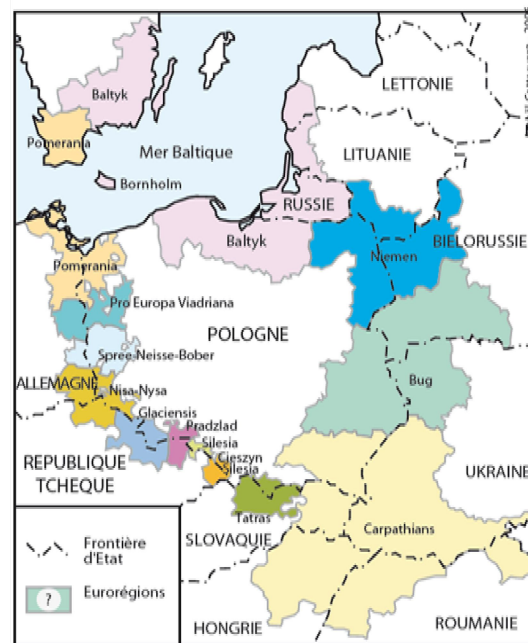 Baltyk
LETTONIE
Pomerania
Mer Baltique
LITUANIE
Bornholm
RUSSIE
BIELORUSSIE
Baltyk
Niemen
Pomerania
Pro Europa Viadriana
POLOGNE
Spree-Neisse-Bober
ALLEMAGNE
Nisa-Nysa
Bug
Glaciensis
Pradzlad
Silesia
REPUBLIQUE
TCHEQUE
Cieszyn
Silesia
UKRAINE
Tatras
Carpathians
SLOVAQUIE
Frontière
d'Etat
?
Eurorégions
HONGRIE
ROUMANIE